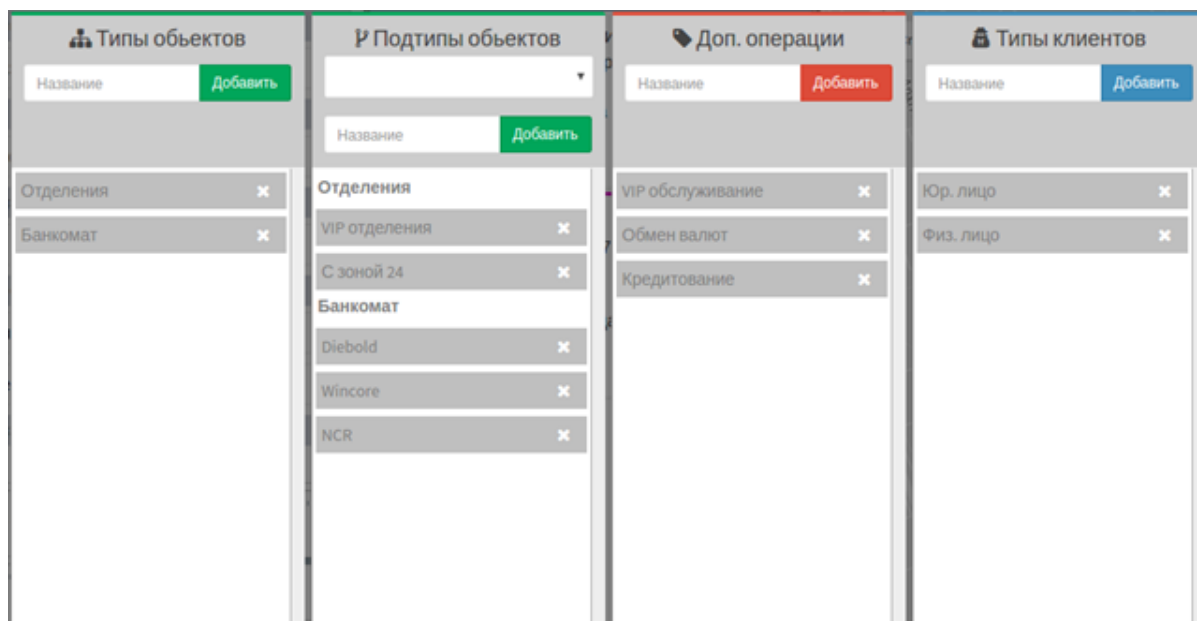 Типы обьектов
Название
Добавить
Отделения
Банкомат
Подтипы обьектов
Название
Добавить
Отделения
VIP отделения
С зоной 24
Банкомат
Diebold
Wincore
NCR
Доп. операции
Название
Добавить
VIP обслуживание
Обмен валют
Кредитование
Типы клиентов
Название
Добавить
Юр. лицо
Физ. лицо